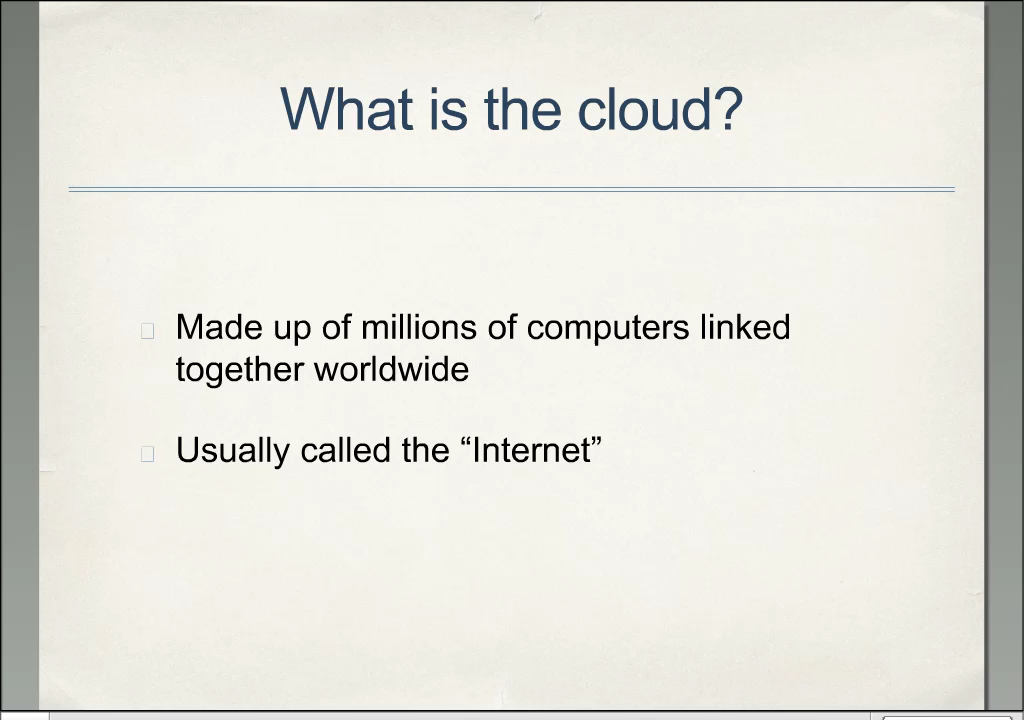 What is the cloud?
Made up of millions of computers linked
together worldwide
Usually called the “Internet”